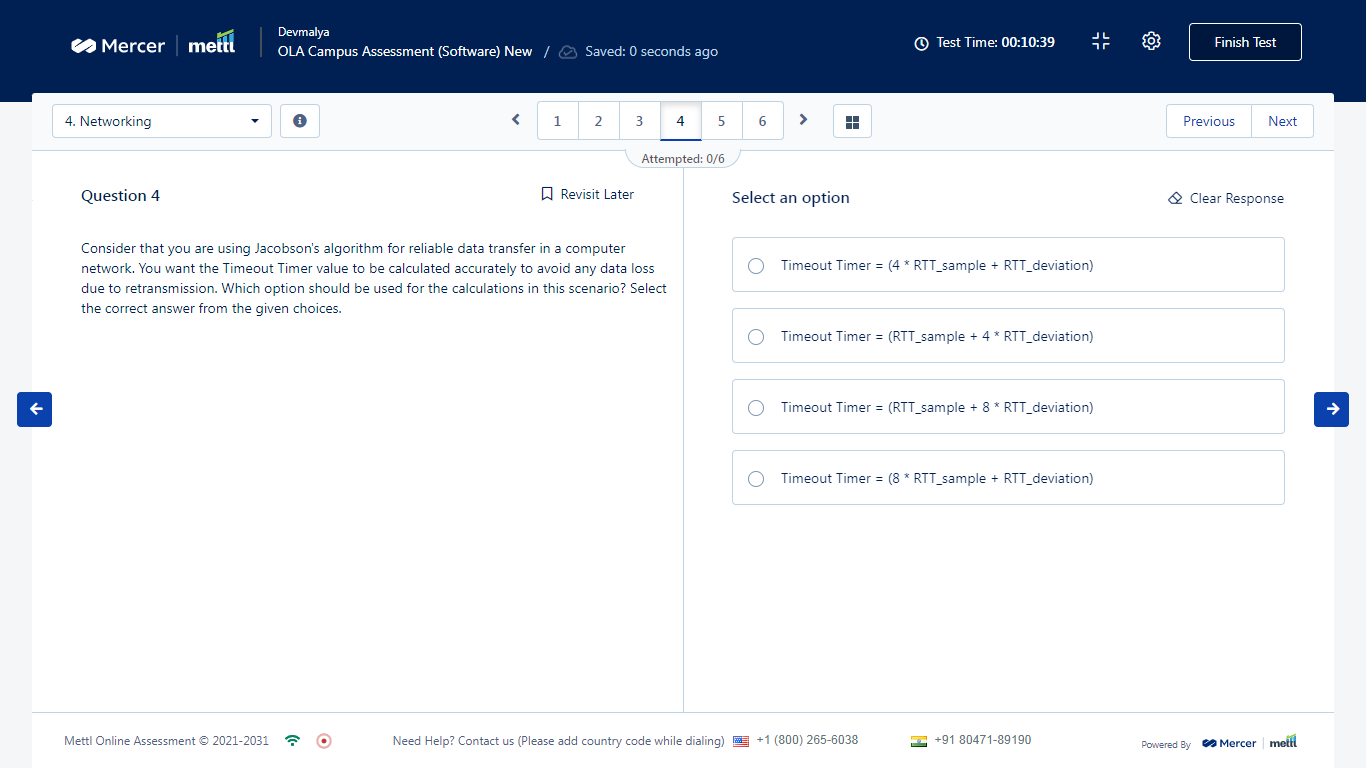 Mercer | mettl
Devmalya
OLA Campus Assessment (Software) New / Saved: 0 seconds ago
Test Time: 00:10:39
Finish Test
4. Networking
1 2 3 4 5 6
Previous Next
Attempted: 0/6
Question 4
Revisit Later
Consider that you are using Jacobson's algorithm for reliable data transfer in a computer
network. You want the Timeout Timer value to be calculated accurately to avoid any data loss
due to retransmission. Which option should be used for the calculations in this scenario? Select
the correct answer from the given choices.
Select an option
Clear Response
Timeout Timer = (4 * RTT_sample + RTT_deviation)
Timeout Timer = (RTT_sample + 4 * RTT_deviation)
Timeout Timer = (RTT_sample + 8 * RTT_deviation)
Timeout Timer = (8 * RTT_sample + RTT_deviation)
Mettl Online Assessment © 2021-2031
Need Help? Contact us (Please add country code while dialing) +1 (800) 265-6038 +91 80471-89190
Powered By Mercer | mettl